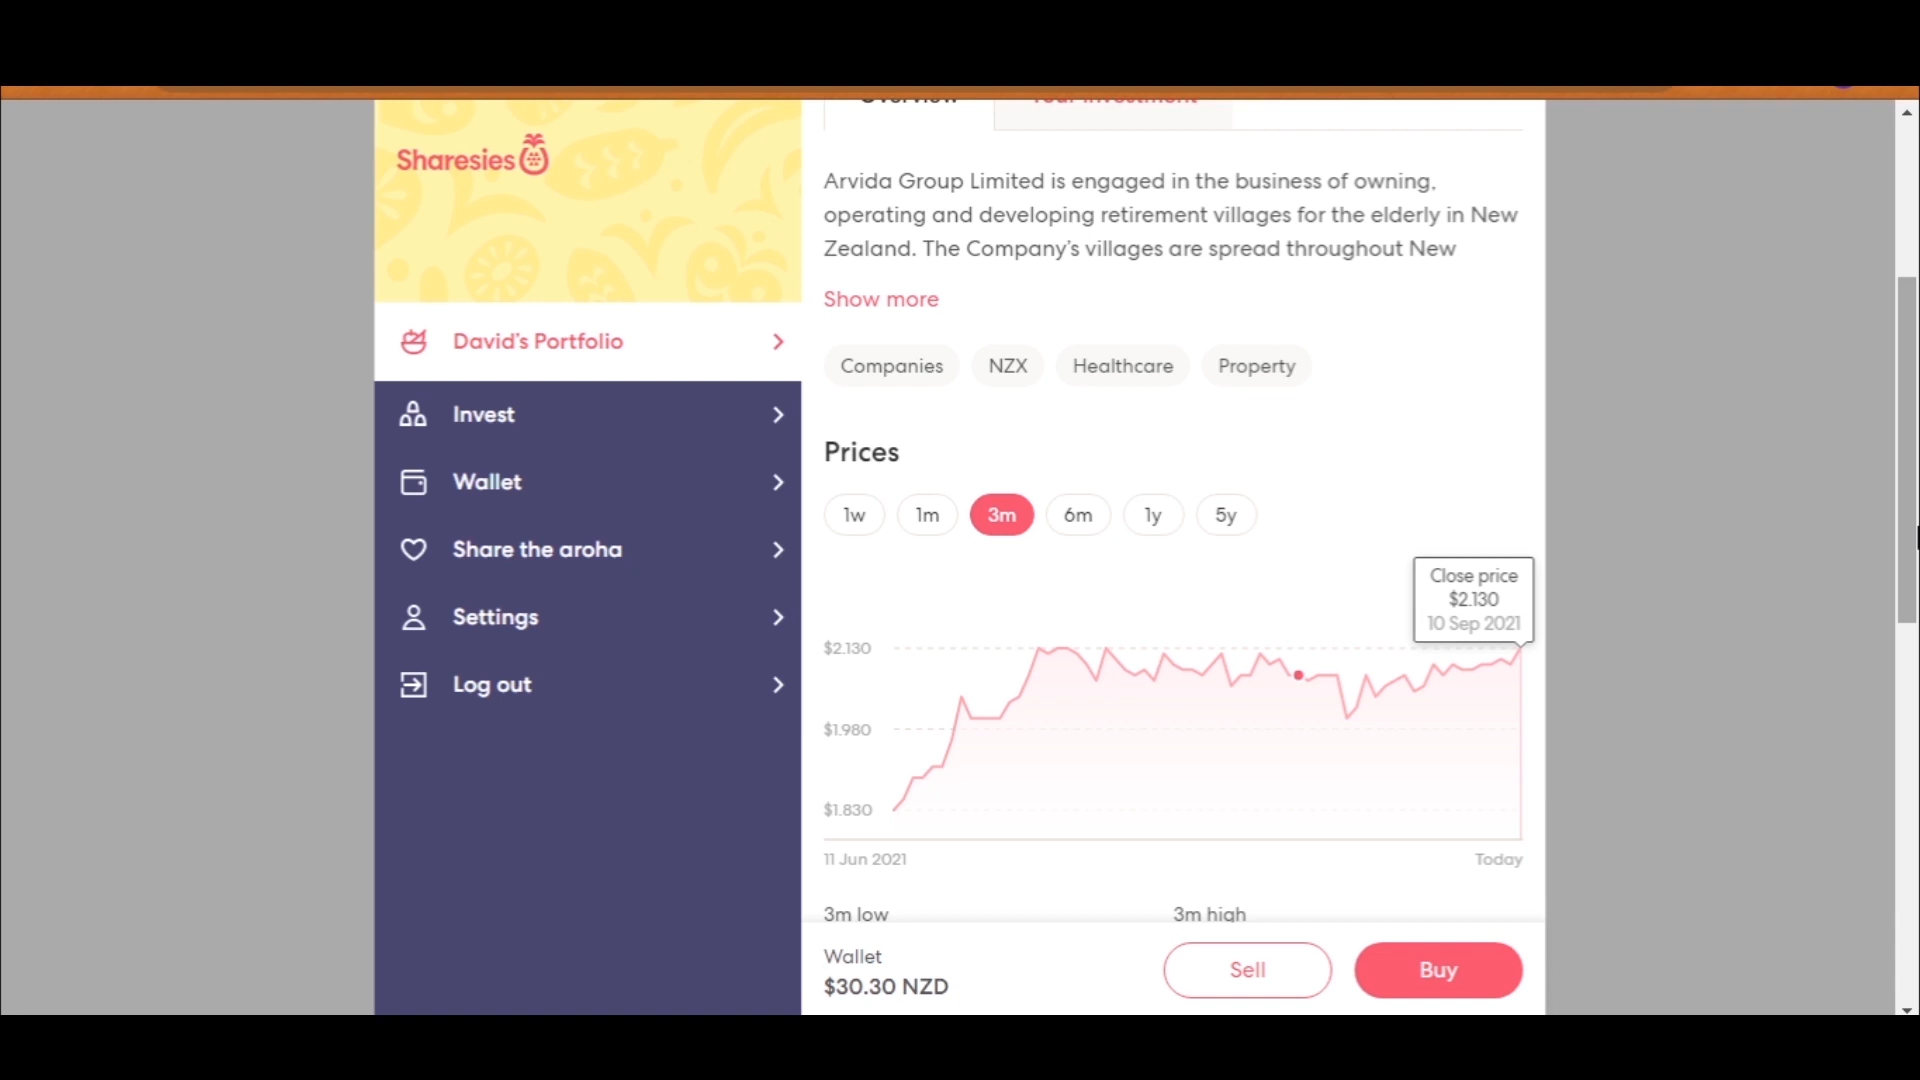 Overview
Your Investment
Sharesies
Arvida Group Limited is engaged in the business of owning,
operating and developing retirement villages for the elderly in New
Zealand. The Company's villages are spread throughout New
Show more
David's Portfolio
Companies
NZX
Healthcare
Property
Invest
Wallet
Share the aroha
Settings
Log out
Prices
1w
1m
3m
6m
1y
5y
Close price
$2.130
10 Sep 2021
$2.130
$1.980
$1.830
11 Jun 2021
Today
3m low
3m high
Wallet
$30.30 NZD
Sell
Buy